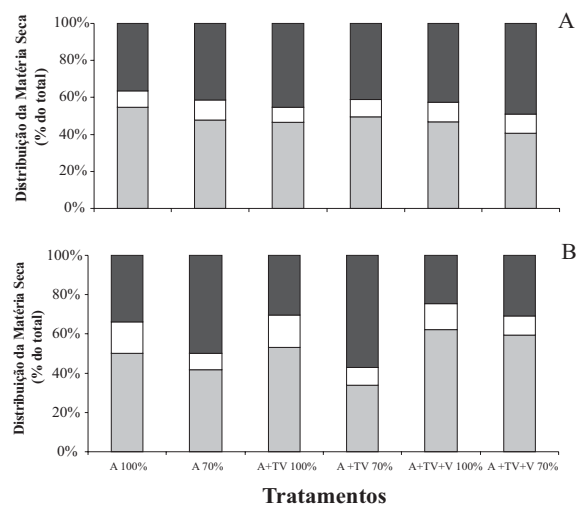 A
Distribuição da Matéria Seca
(% do total)
100%
80%
60%
40%
20%
0%
B
Distribuição da Matéria Seca
(% do total)
100%
80%
60%
40%
20%
0%
A 100% A 70% A+TV 100% A +TV 70% A+TV+V 100% A +TV+V 70%
Tratamentos